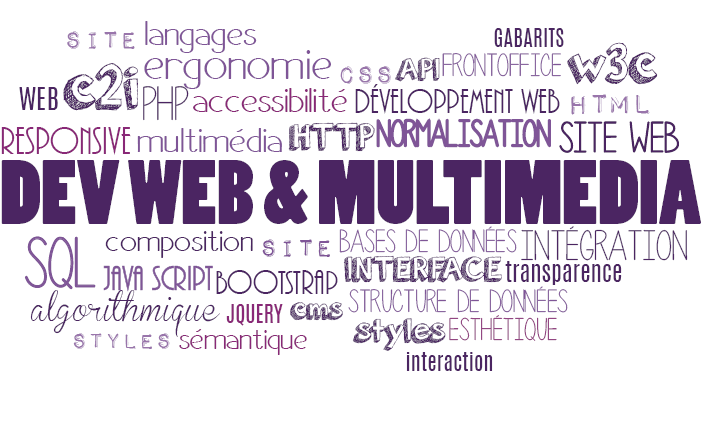 SITE langages GABARITS
ergonomie CSS API FRONTOFFICE w3c
WEB c2i PHP accessibilité DÉVELOPPEMENT WEB HTML
RESPONSIVE multimédia HTTP NORMALISATION SITE WEB
DEV WEB & MULTIMEDIA
SQL composition SITE BASES DE DONNÉES INTÉGRATION
JAVA SCRIPT BOOTSTRAP INTERFACE transparence
algorithmique JQUERY cms STRUCTURE DE DONNÉES
STYLES sémantique styles ESTHÉTIQUE
interaction